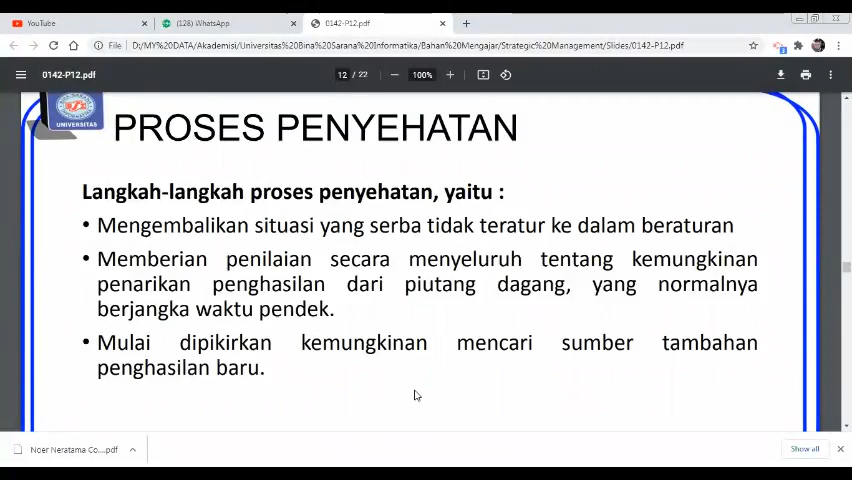 YouTube
(128) WhatsApp
0142-P12.pdf
File
D:/MY%20DATA/Akademisi/Universitas%20Bina%20Sarana%20Informatika/Bahan%20Mengajar/Strategic%20Management/Slides/0142-P12.pdf
0142-P12.pdf
12 / 22
100%
UNIVERSITAS
PROSES PENYEHATAN
Langkah-langkah proses penyehatan, yaitu :
• Mengembalikan situasi yang serba tidak teratur ke dalam beraturan
• Memberian penilaian secara menyeluruh tentang kemungkinan
penarikan penghasilan dari piutang dagang, yang normalnya
berjangka waktu pendek.
• Mulai dipikirkan kemungkinan mencari sumber tambahan
penghasilan baru.
Noer Neratama Co....pdf
Show all